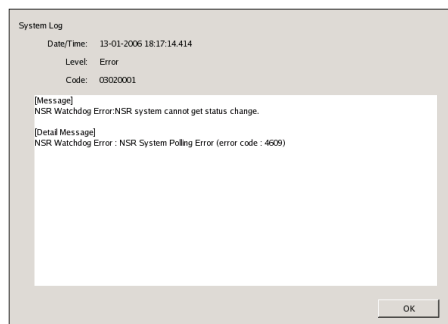 System Log
Date/Time: 13-01-2006 18:17:14.414
Level: Error
Code: 03020001
[Message]
NSR Watchdog Error:NSR system cannot get status change.
[Detail Message]
NSR Watchdog Error : NSR System Polling Error (error code : 4609)
OK